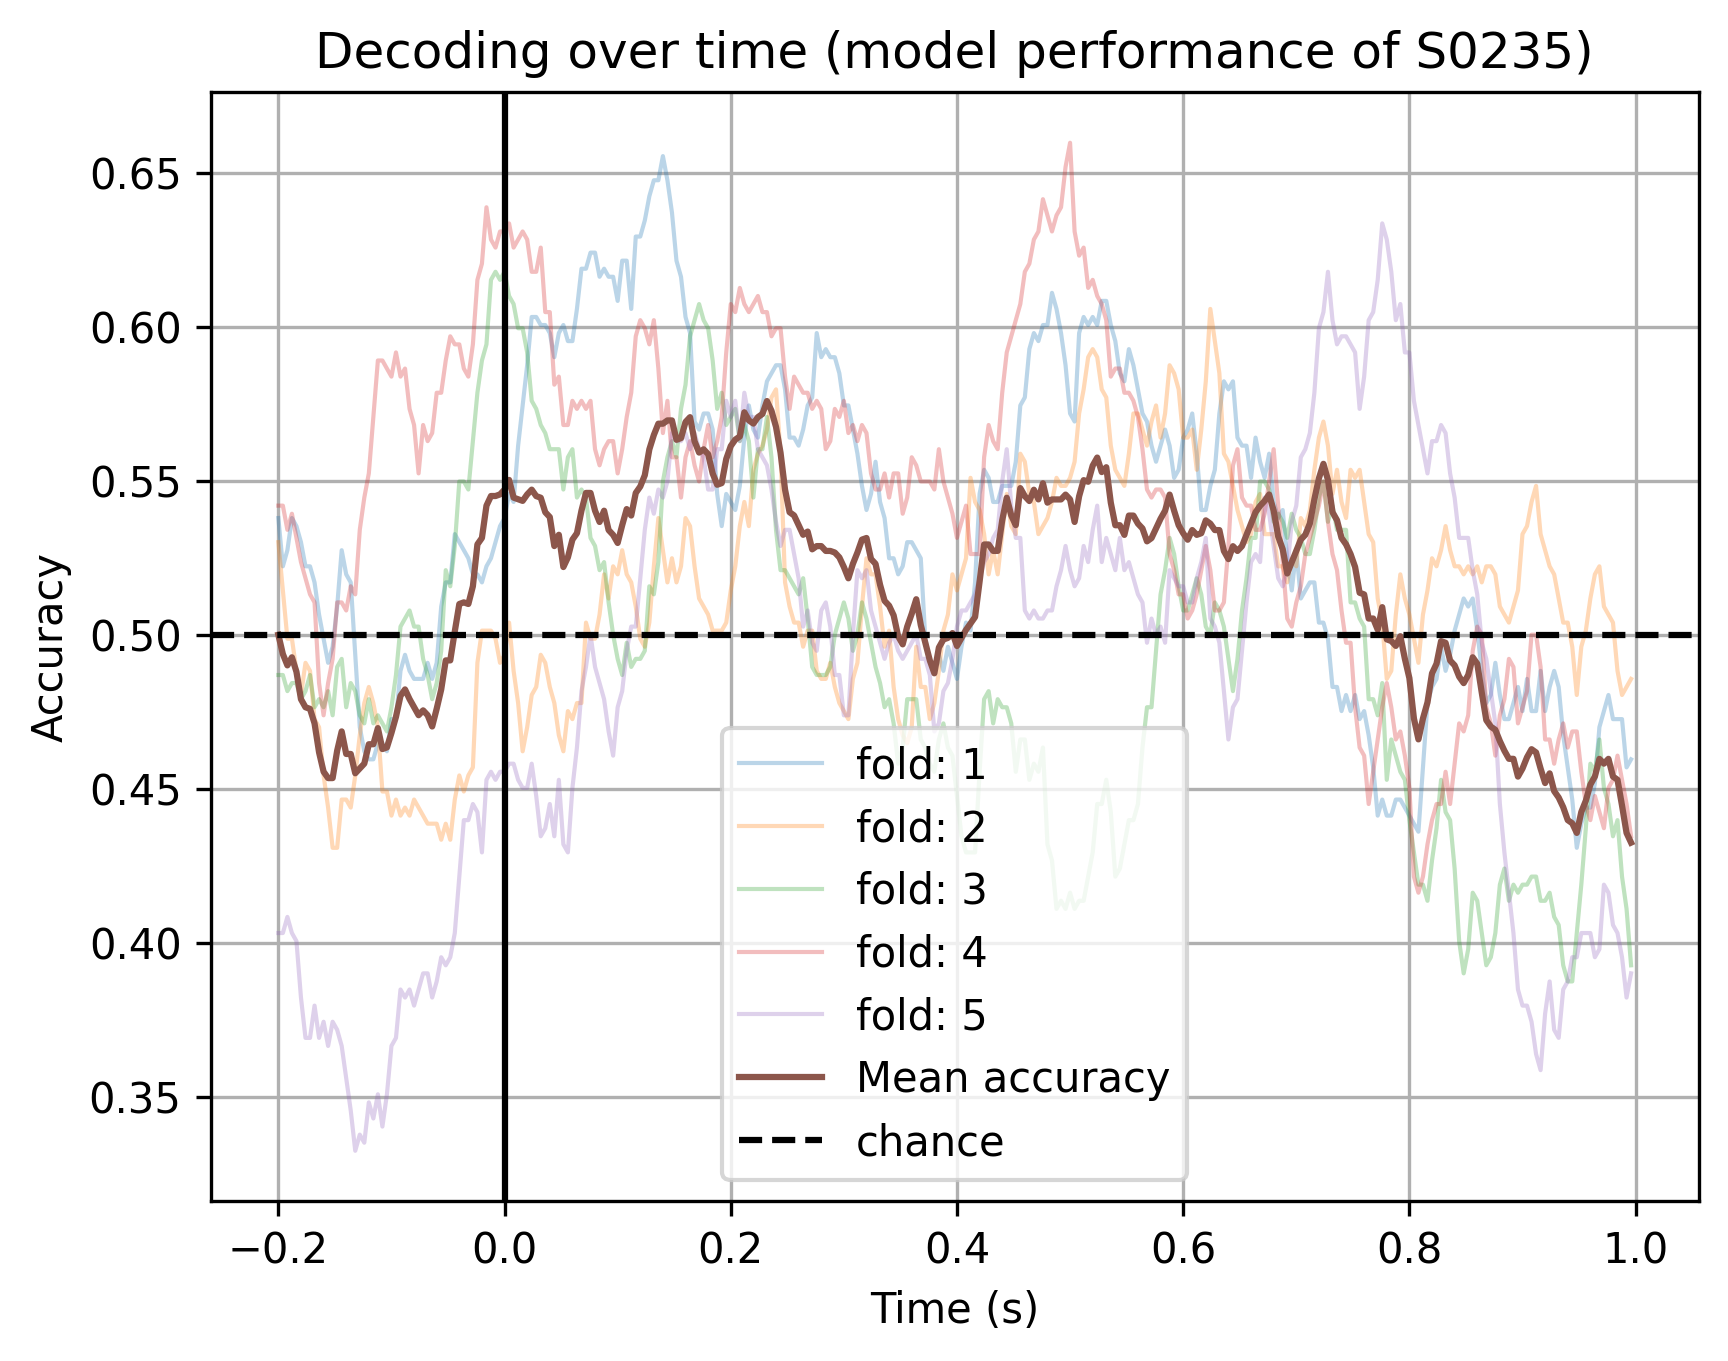 Decoding over time (model performance of S0235)
Accuracy
0.65
0.60
0.55
0.50
0.45
0.40
0.35
fold: 1
fold: 2
fold: 3
fold: 4
fold: 5
Mean accuracy
chance
−0.2 0.0 0.2 0.4 0.6 0.8 1.0
Time (s)